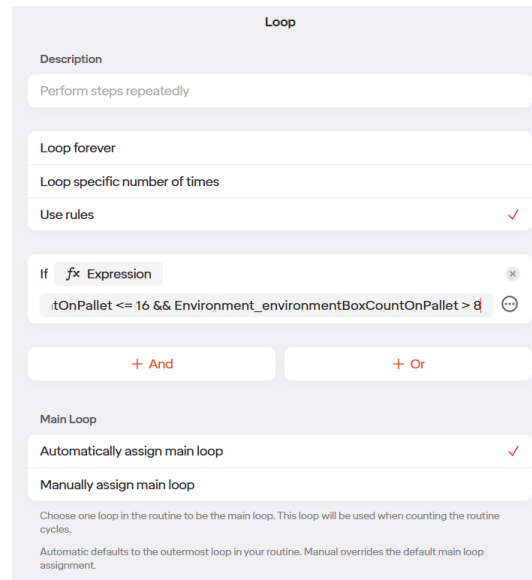 Loop
Description
Perform steps repeatedly
Loop forever
Loop specific number of times
Use rules
If fx Expression
tOnPallet <= 16 && Environment_environmentBoxCountOnPallet > 8
+ And
+ Or
Main Loop
Automatically assign main loop
Manually assign main loop
Choose one loop in the routine to be the main loop. This loop will be used when counting the routine
cycles.
Automatic defaults to the outermost loop in your routine. Manual overrides the default main loop
assignment.